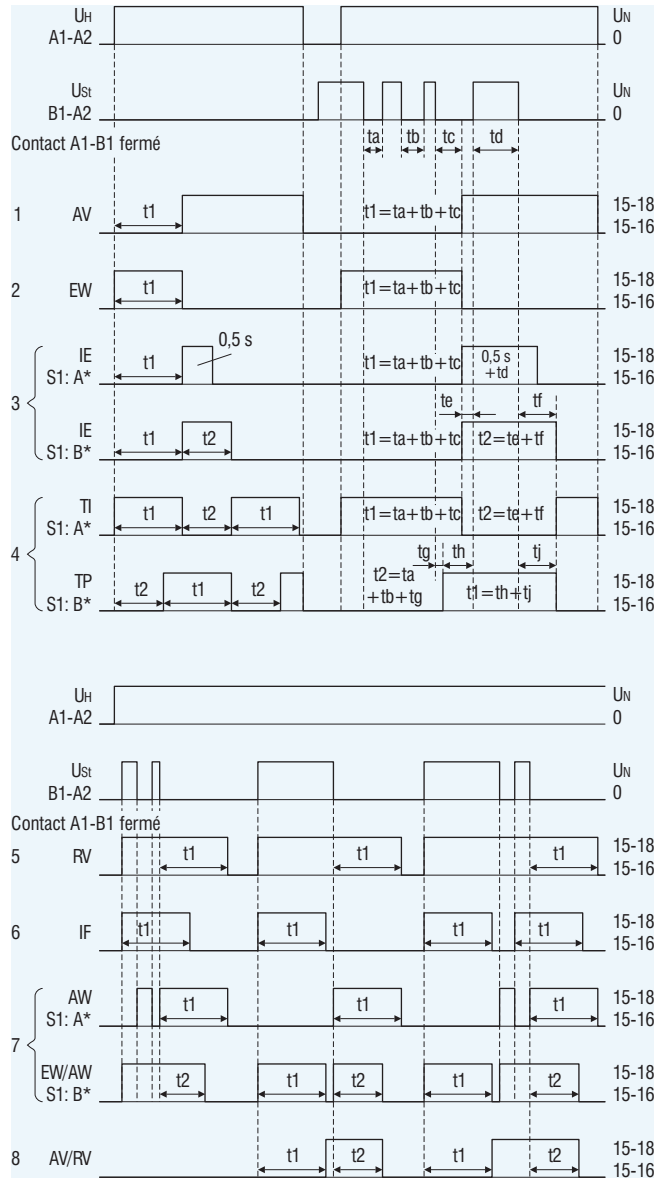 UH UN
A1-A2 0
USt UN
B1-A2 0
ta tb tc td
Contact A1-B1 fermé
1 AV t1 t1=ta+tb+tc 15-18
15-16
2 EW t1 t1=ta+tb+tc 15-18
15-16
3
IE t1 0,5 s t1=ta+tb+tc 0,5 s 15-18
S1: A* +td 15-16
te tf
IE t1 t2 t1=ta+tb+tc t2=te+tf 15-18
S1: B* 15-16
4
TI t1 t2 t1 t1=ta+tb+tc t2=te+tf 15-18
S1: A* 15-16
tg th tj
TP t2 t1 t2 t2=ta t1=th+tj 15-18
S1: B* +tb+tg 15-16
UH UN
A1-A2 0
USt UN
B1-A2 0
Contact A1-B1 fermé
5 RV t1 t1 t1 15-18
15-16
6 IF t1 t1 t1 t1 15-18
15-16
7
AW t1 t1 t1 15-18
S1: A* 15-16
EW/AW t2 t1 t2 t1 t2 15-18
S1: B* 15-16
8 AV/RV t1 t2 t1 t2 15-18
15-16